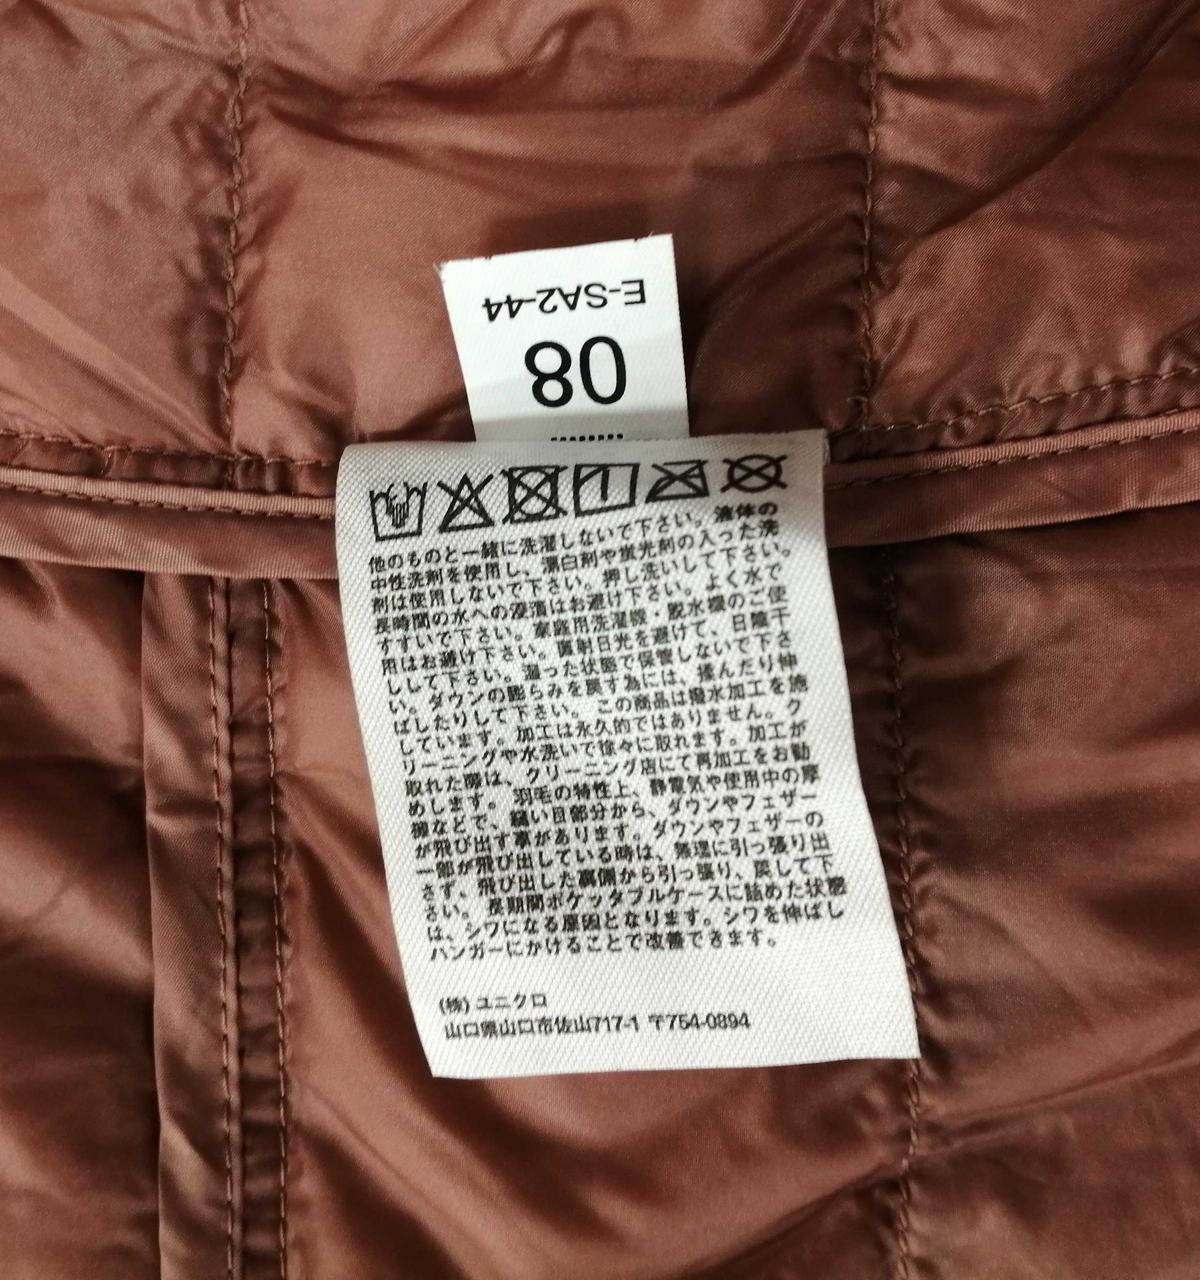 E-SA2-44
08
他のものと一緒に洗濯しないで下さい。液体の
中性洗剤を使用し、漂白剤や蛍光剤の入った洗
剤は使用しないで下さい。押し洗いして下さい。
長時間の水への浸漬はお避け下さい。よく水で
すすいで下さい。家庭用洗濯機・脱水機のご使
用はお避け下さい。直射日光を避けて、日陰干
しして下さい。湿った状態で保管しないで下さ
い。ダウンの膨らみを戻す為には、揉んだり伸
ばしたりして下さい。 この商品は撥水加工を施
しています。加工は永久的ではありません。ク
リーニングや水洗いで徐々に取れます。加工が
取れた際は、クリーニング店にて再加工をお勧
めします。 羽毛の特性上、静電気や使用中の摩
擦などで、縫い目部分から、ダウンやフェザー
が飛び出す事があります。ダウンやフェザーの
一部が飛び出している時は、無理に引っ張り出
さず、飛び出した裏側から引っ張り、戻して下
さい。 長期間ポケッタブルケースに詰めた状態
は、シワになる原因となります。シワを伸ばし
ハンガーにかけることで改善できます。
(株) ユニクロ
山口県山口市佐山717-1 〒754-0894